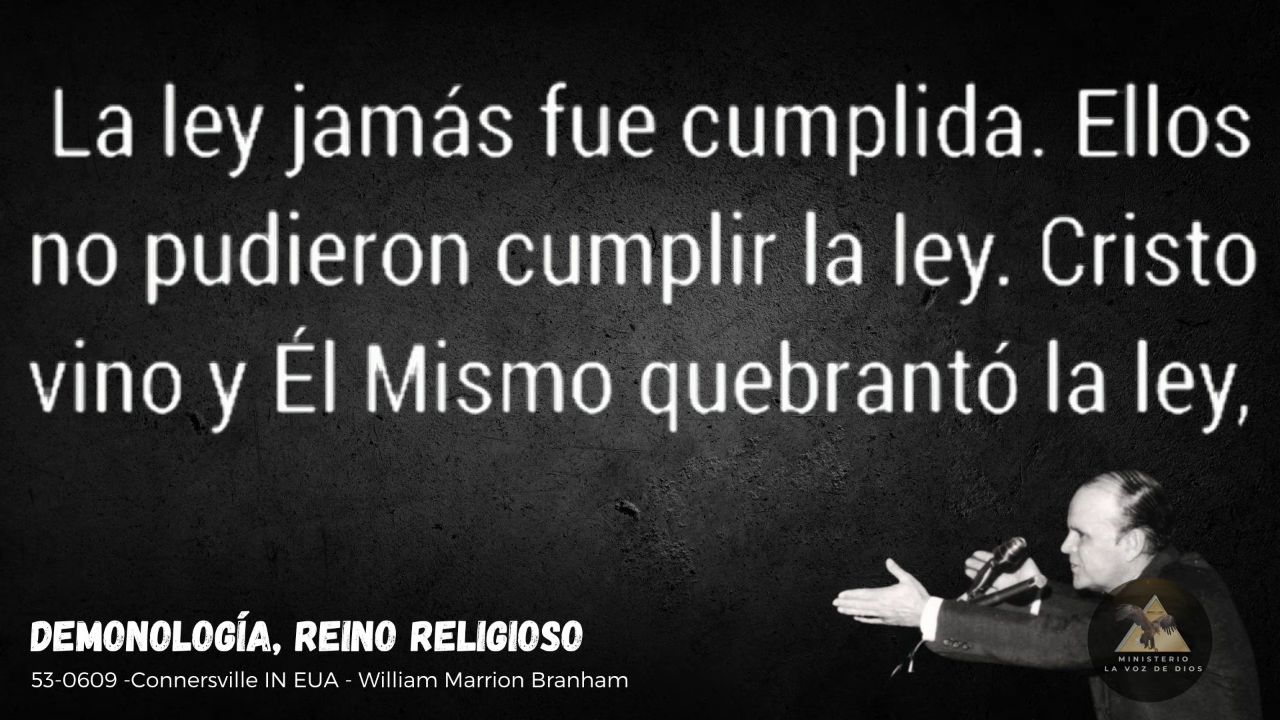 La ley jamás fue cumplida. Ellos
no pudieron cumplir la ley. Cristo
vino y Él Mismo quebrantó la ley,
DEMONOLOGÍA, REINO RELIGIOSO
53-0609 -Connersville IN EUA - William Marrion Branham
MINISTERIO
LA VOZ DE DIOS